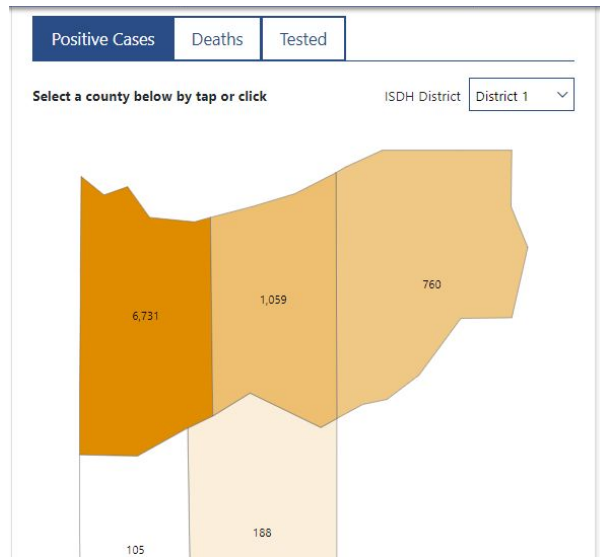 Positive Cases Deaths Tested
Select a county below by tap or click ISDH District District 1
760
1,059
6,731
188
105